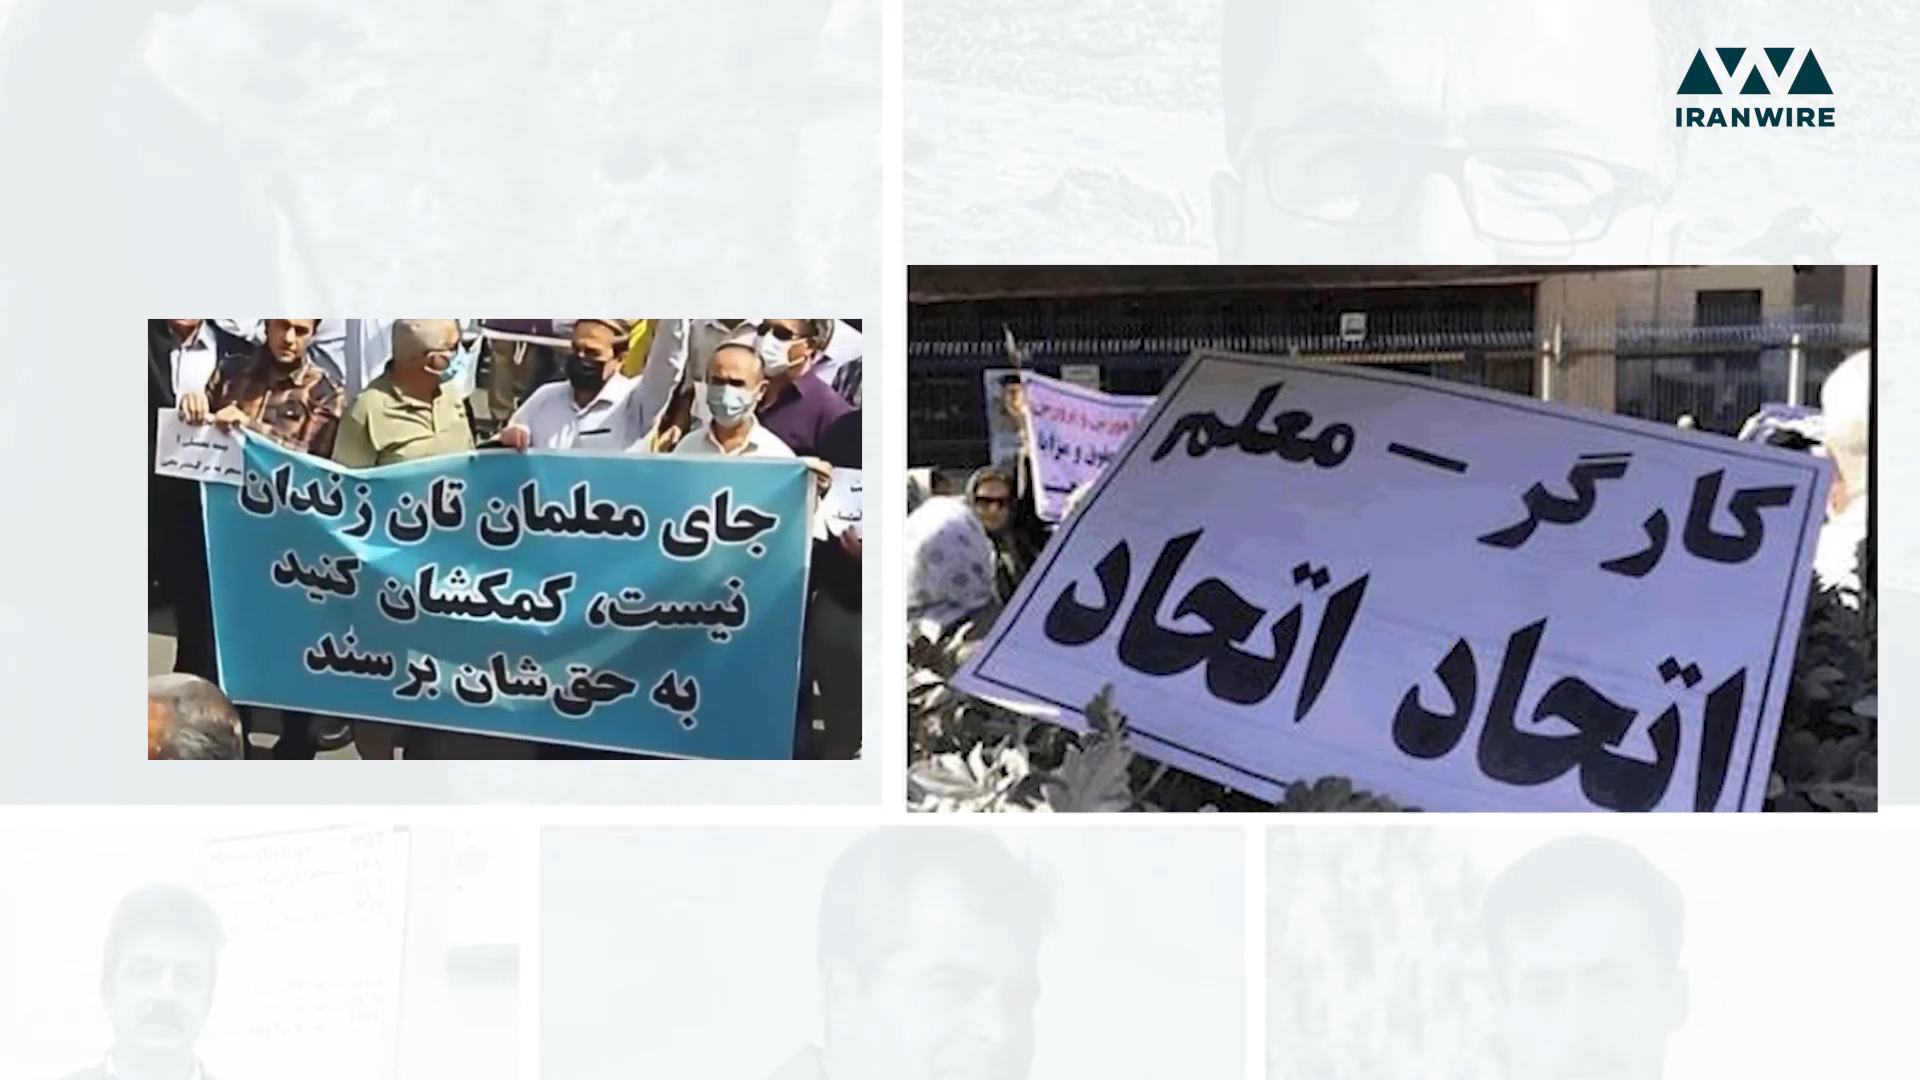 IRANWIRE
جای معلمان تان زندان
نیست، کمکشان کنید
به حق‌شان برسند
کارگر – معلم
اتحاد اتحاد